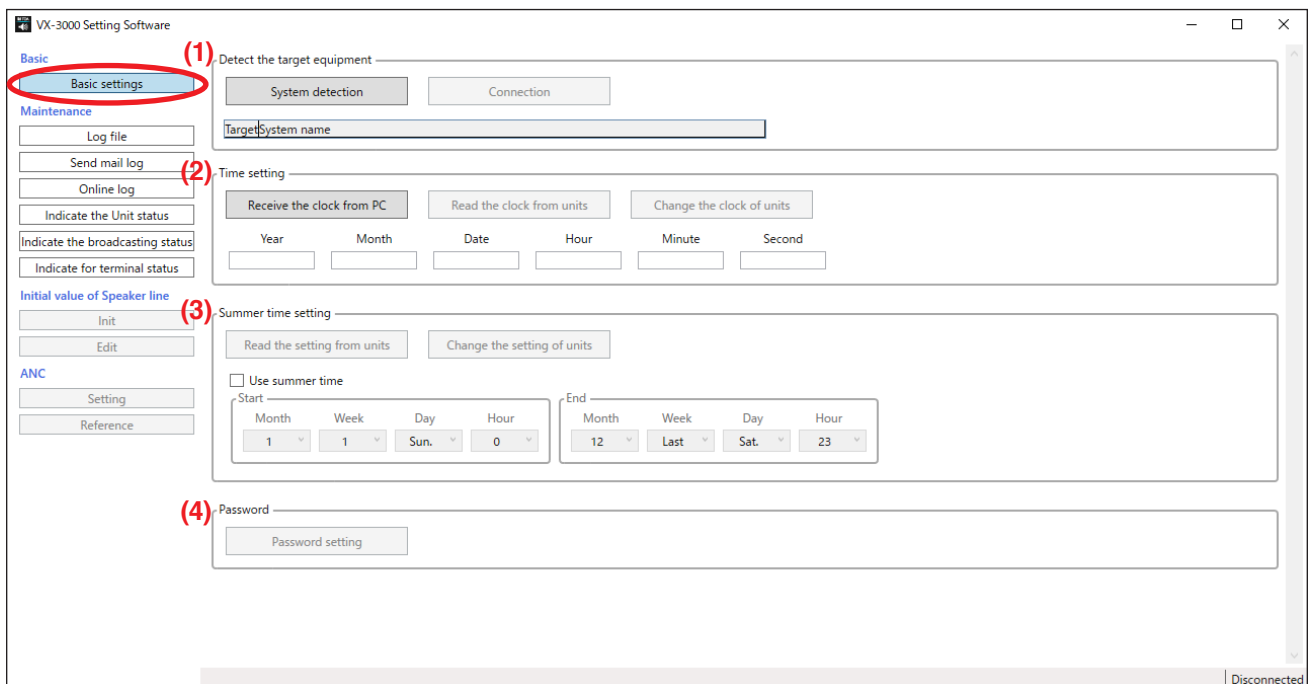 VX-3000 Setting Software
Basic
Basic settings
Maintenance
Log file
Send mail log
Online log
Indicate the Unit status
Indicate the broadcasting status
Indicate for terminal status
Initial value of Speaker line
Init
Edit
ANC
Setting
Reference
(1)
Detect the target equipment
System detection Connection
Target System name
(2)
Time setting
Receive the clock from PC Read the clock from units Change the clock of units
Year Month Date Hour Minute Second
(3)
Summer time setting
Read the setting from units Change the setting of units
Use summer time
Start
Month Week Day Hour
1 1 Sun. 0
End
Month Week Day Hour
12 Last Sat. 23
(4)
Password
Password setting
Disconnected